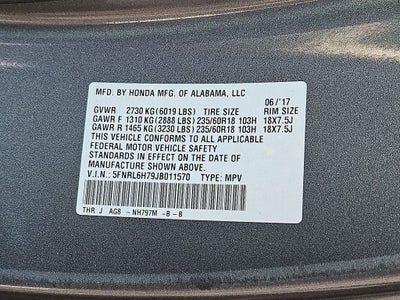 MFD. BY HONDA MFG. OF ALABAMA, LLC
06/'17
GVWR 2730 KG (6019 LBS) TIRE SIZE RIM SIZE
GAWR F 1310 KG (2888 LBS) 235/60R18 103H 18X7.5J
GAWR R 1465 KG (3230 LBS) 235/60R18 103H 18X7.5J
THIS VEHICLE CONFORMS TO ALL APPLICABLE
FEDERAL MOTOR VEHICLE SAFETY
STANDARDS IN EFFECT ON THE DATE OF
MANUFACTURE SHOWN ABOVE.
V.I.N.: 5FNRL6H79JB011570 TYPE: MPV
THR J AG8 -NH797M -B -B